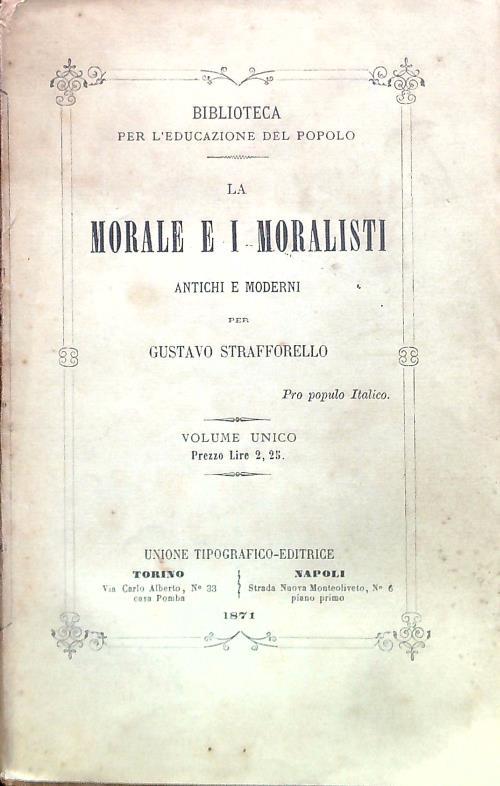 BIBLIOTECA
PER L'EDUCAZIONE DEL POPOLO
LA
MORALE E I MORALISTI
ANTICHI E MODERNI
PER
GUSTAVO STRAFFORELLO
Pro populo Italico.
VOLUME UNICO
Prezzo Lire 2, 25.
UNIONE TIPOGRAFICO-EDITRICE
TORINO
Via Carlo Alberto, Nº 33
casa Pomba
NAPOLI
Strada Nuova Monteoliveto, Nº 6
piano primo
1871